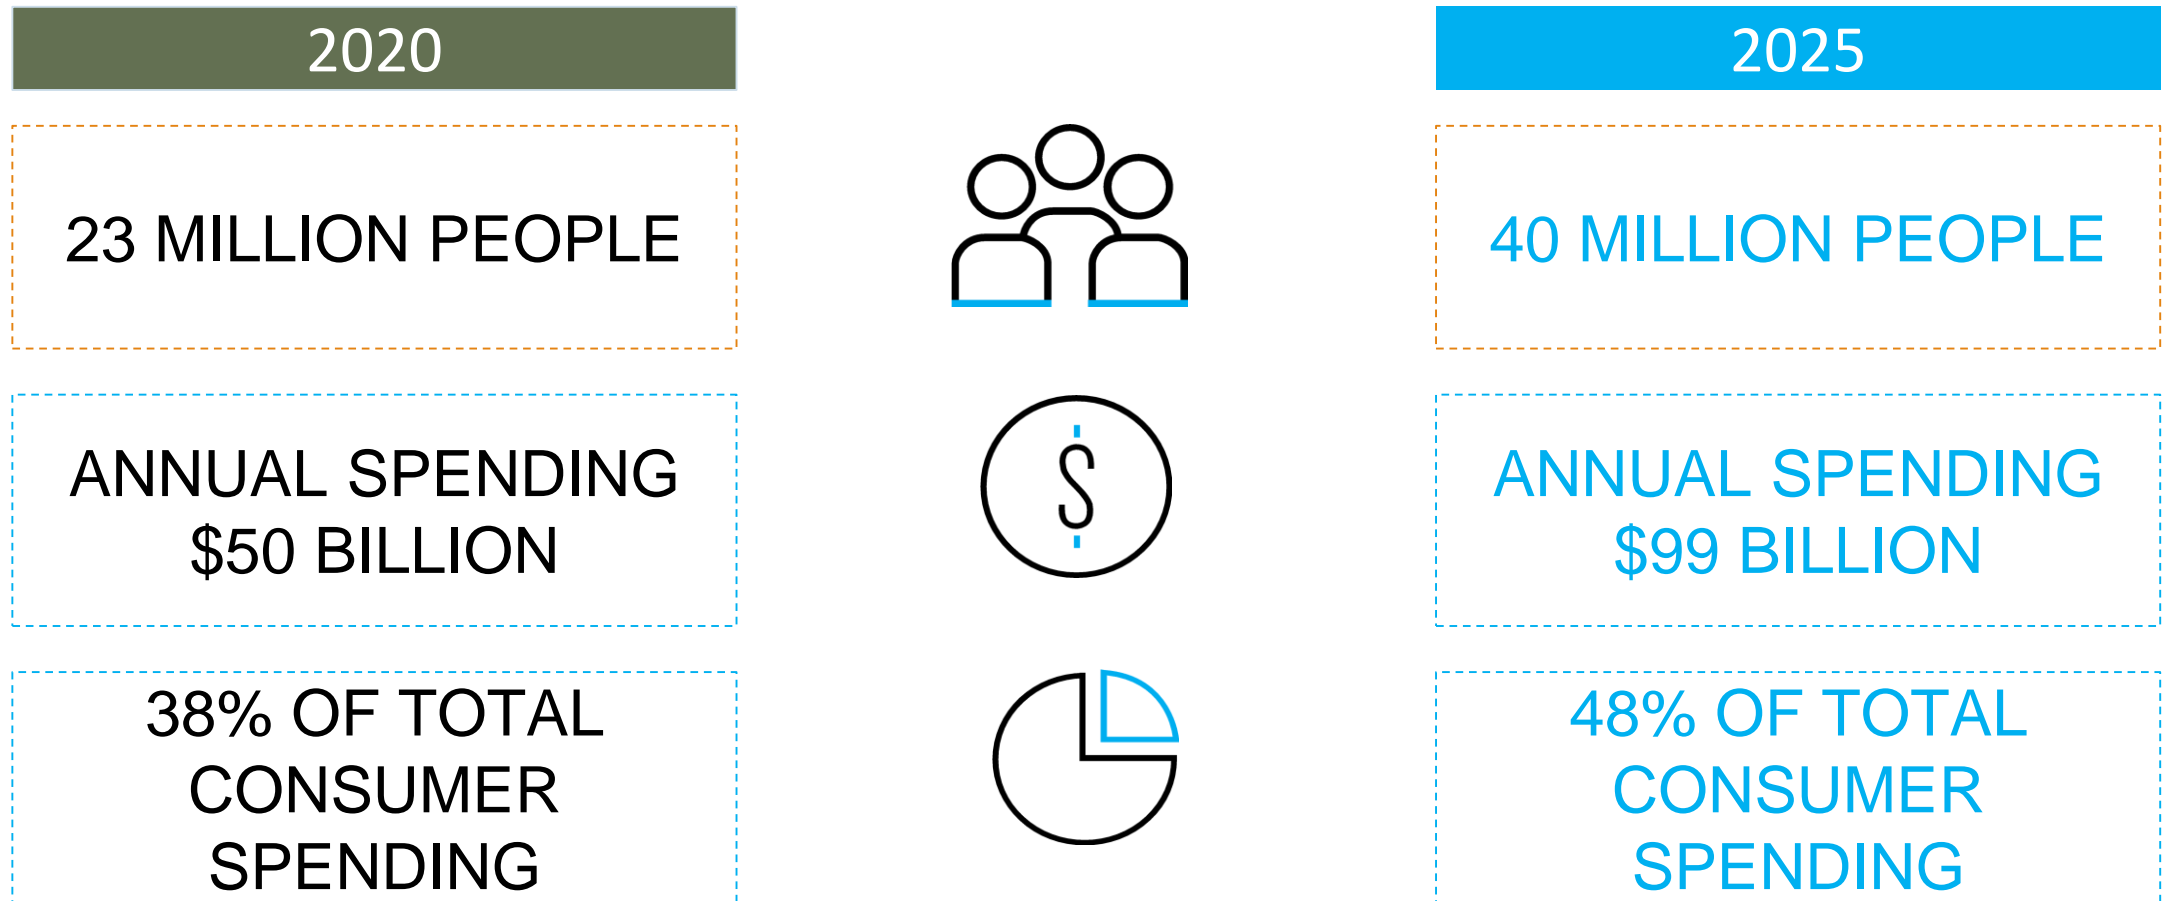 2020
2025
23 MILLION PEOPLE
40 MILLION PEOPLE
ANNUAL SPENDING
$50 BILLION
$
ANNUAL SPENDING
$99 BILLION
38% OF TOTAL
CONSUMER
SPENDING
48% OF TOTAL
CONSUMER
SPENDING